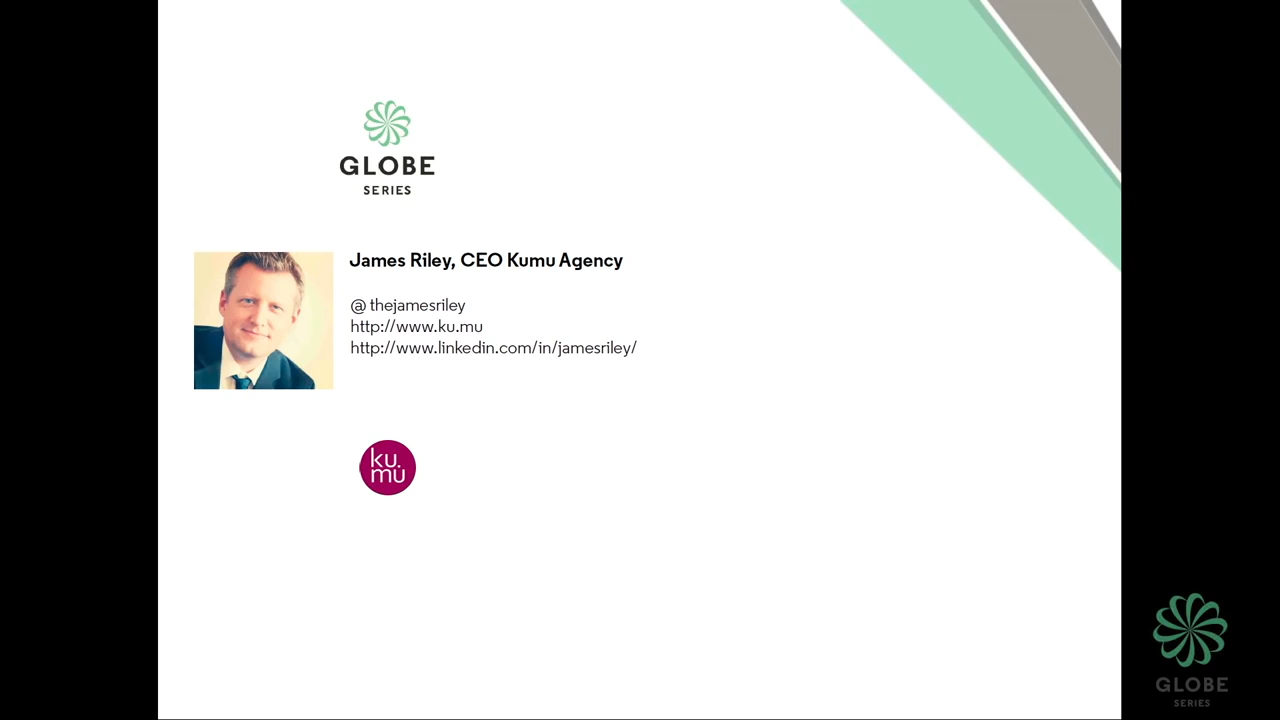 GLOBE
SERIES
James Riley, CEO Kumu Agency
@ thejamesriley
http://www.ku.mu
http://www.linkedin.com/in/jamesriley/
ku.
mu
GLOBE
SERIES